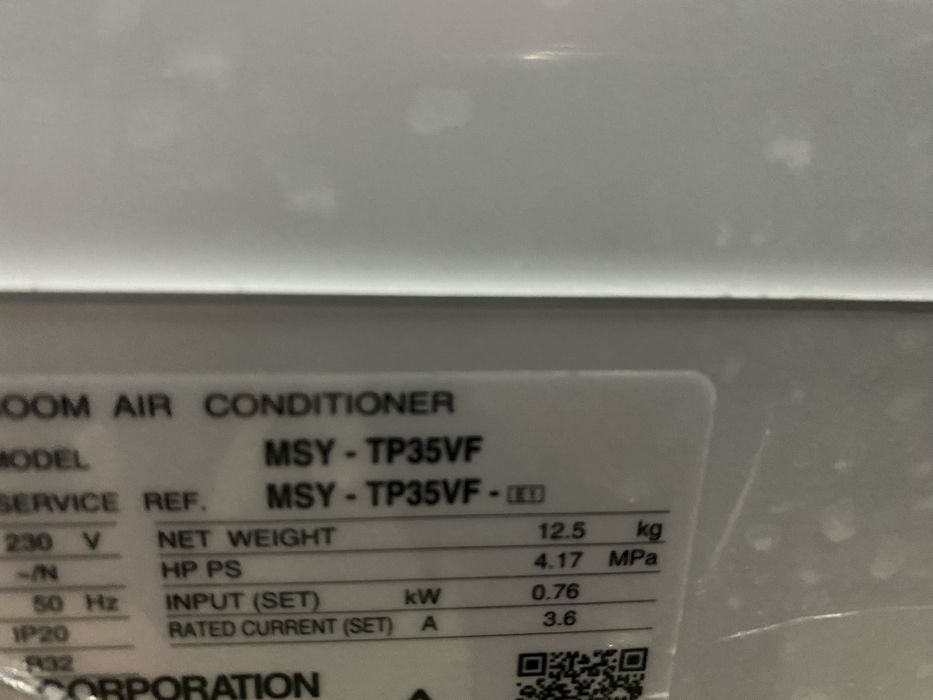 OOM AIR CONDITIONER
MODEL MSY - TP35VF
SERVICE REF. MSY - TP35VF - E1
230 V NET WEIGHT 12.5 kg
~/N HP PS 4.17 MPa
50 Hz INPUT (SET) kW 0.76
IP20 RATED CURRENT (SET) A 3.6
R32
CORPORATION